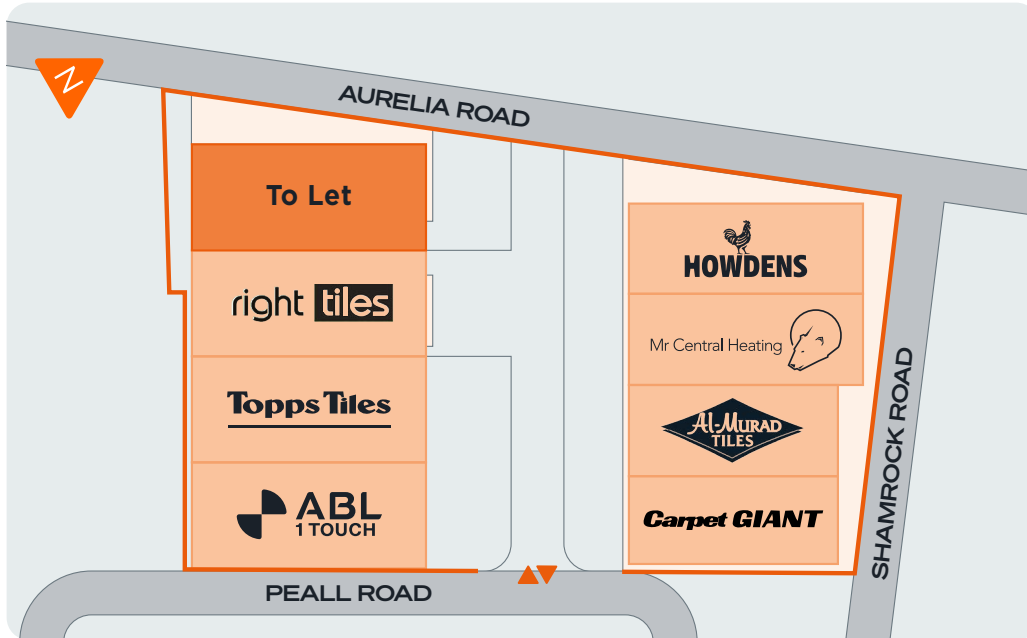 N
AURELIA ROAD
To Let
right tiles
Topps Tiles
ABL
1 TOUCH
HOWDENS
Mr Central Heating
Al-Murad
TILES
Carpet GIANT
SHAMROCK ROAD
PEALL ROAD